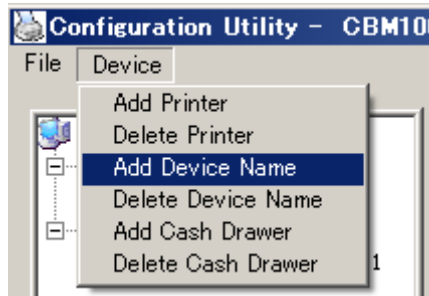 Configuration Utility - CBM10
File Device
Add Printer
Delete Printer
Add Device Name
Delete Device Name
Add Cash Drawer
Delete Cash Drawer
1